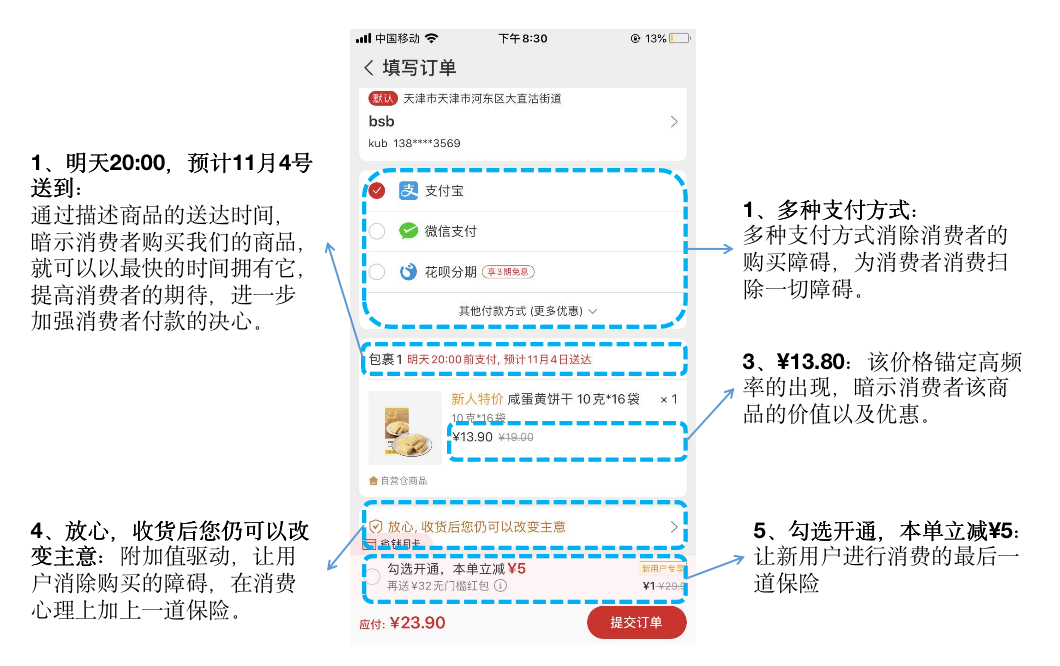 中国移动
下午8:30
13%
填写订单
默认 天津市天津市河东区大直沽街道
bsb
kub 138****3569
支付宝
微信支付
花呗分期 享3期免息
其他付款方式 (更多优惠)
包裹1 明天20:00前支付, 预计11月4日送达
新人特价 咸蛋黄饼干 10克*16袋 ×1
10克*16袋
¥13.90 ¥19.00
自营仓商品
放心, 收货后您仍可以改变主意
省钱月卡
勾选开通，本单立减¥5
新用户专享
再送¥32无门槛红包
¥1 ¥29.9
应付: ¥23.90
提交订单
1、明天20:00，预计11月4号
送到：
通过描述商品的送达时间，
暗示消费者购买我们的商品，
就可以以最快的时间拥有它，
提高消费者的期待，进一步
加强消费者付款的决心。
4、放心，收货后您仍可以改
变主意：附加值驱动，让用
户消除购买的障碍，在消费
心理上加上一道保险。
1、多种支付方式：
多种支付方式消除消费者的
购买障碍，为消费者消费扫
除一切障碍。
3、¥13.80：该价格锚定高频
率的出现，暗示消费者该商
品的价值以及优惠。
5、勾选开通，本单立减¥5：
让新用户进行消费的最后一
道保险